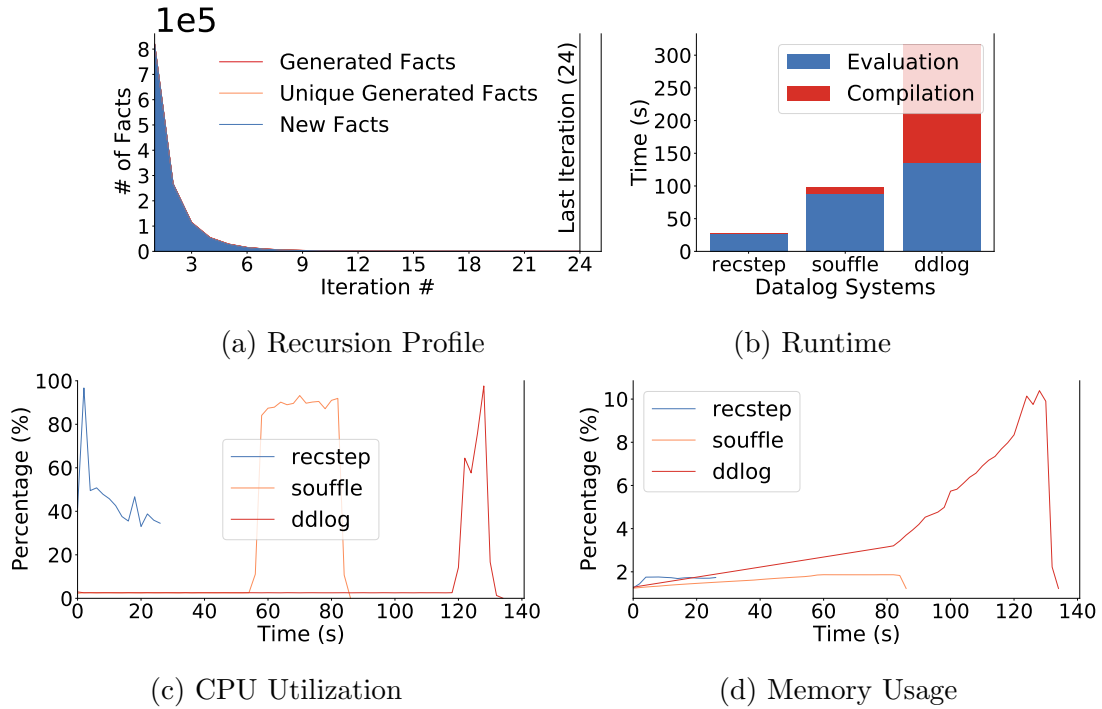 1e5
8
7
6
5
4
3
2
1
0
# of Facts
Generated Facts
Unique Generated Facts
New Facts
Last Iteration (24)
3 6 9 12 15 18 21 24
Iteration #
(a) Recursion Profile
300
250
200
150
100
50
0
Time (s)
Evaluation
Compilation
recstep souffle ddlog
Datalog Systems
(b) Runtime
100
80
60
40
20
0
Percentage (%)
recstep
souffle
ddlog
0 20 40 60 80 100 120 140
Time (s)
(c) CPU Utilization
10
8
6
4
2
Percentage (%)
recstep
souffle
ddlog
0 20 40 60 80 100 120 140
Time (s)
(d) Memory Usage